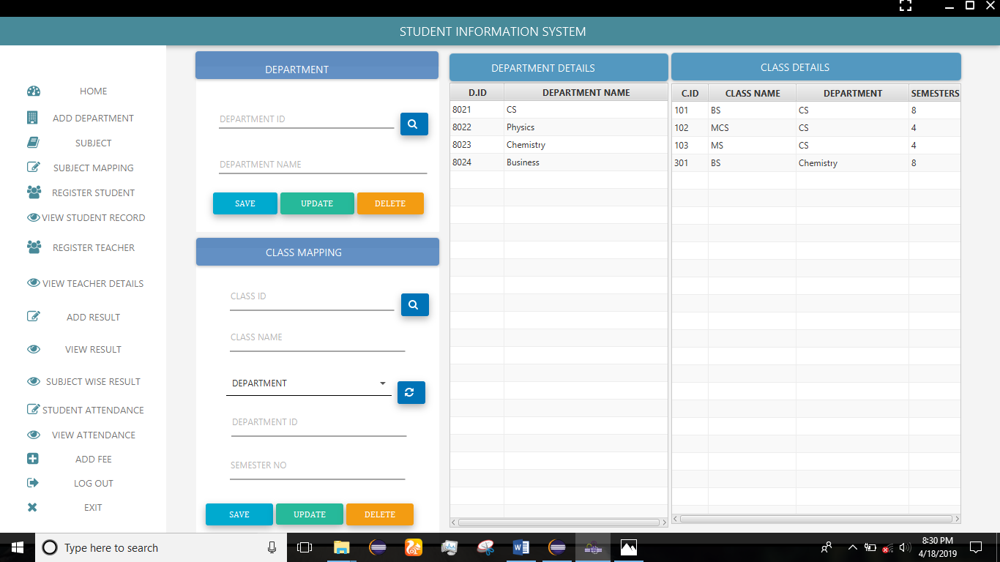 STUDENT INFORMATION SYSTEM
HOME
ADD DEPARTMENT
SUBJECT
SUBJECT MAPPING
REGISTER STUDENT
VIEW STUDENT RECORD
REGISTER TEACHER
VIEW TEACHER DETAILS
ADD RESULT
VIEW RESULT
SUBJECT WISE RESULT
STUDENT ATTENDANCE
VIEW ATTENDANCE
ADD FEE
LOG OUT
EXIT
DEPARTMENT
DEPARTMENT ID
DEPARTMENT NAME
SAVE UPDATE DELETE
CLASS MAPPING
CLASS ID
CLASS NAME
DEPARTMENT
DEPARTMENT ID
SEMESTER NO
SAVE UPDATE DELETE
DEPARTMENT DETAILS
D.ID DEPARTMENT NAME
8021 CS
8022 Physics
8023 Chemistry
8024 Business
CLASS DETAILS
C.ID CLASS NAME DEPARTMENT SEMESTERS
101 BS CS 8
102 MCS CS 4
103 MS CS 4
301 BS Chemistry 8
Type here to search
8:30 PM
4/18/2019